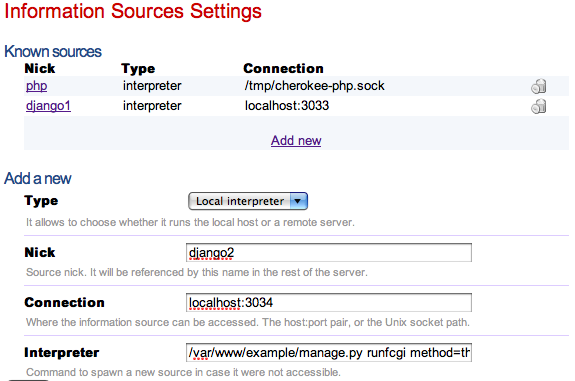 Information Sources Settings
Known sources
Nick Type Connection
php interpreter /tmp/cherokee-php.sock
django1 interpreter localhost:3033
Add new
Add a new
Type Local interpreter
It allows to choose whether it runs the local host or a remote server.
Nick django2
Source nick. It will be referenced by this name in the rest of the server.
Connection localhost:3034
Where the information source can be accessed. The host:port pair, or the Unix socket path.
Interpreter /var/www/example/manage.py runfcgi method=th
Command to spawn a new source in case it were not accessible.